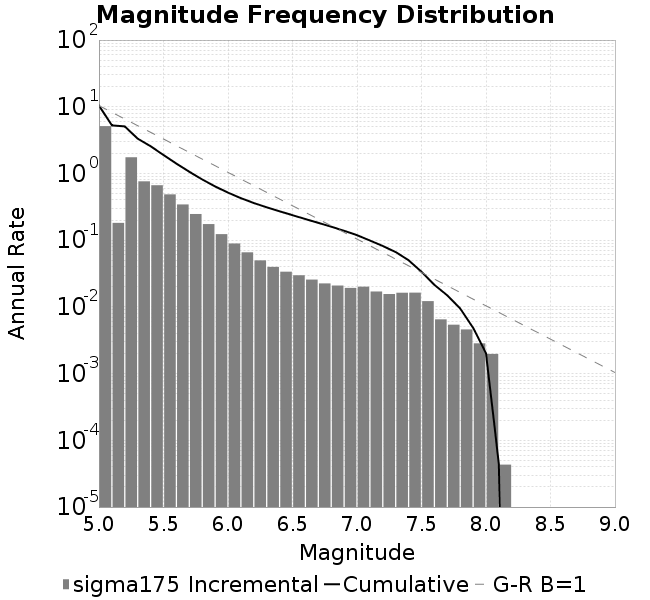 Magnitude Frequency Distribution
10^2
10^1
10^0
10^-1
10^-2
10^-3
10^-4
10^-5
Annual Rate
5.0 5.5 6.0 6.5 7.0 7.5 8.0 8.5 9.0
Magnitude
sigma175 Incremental Cumulative G-R B=1